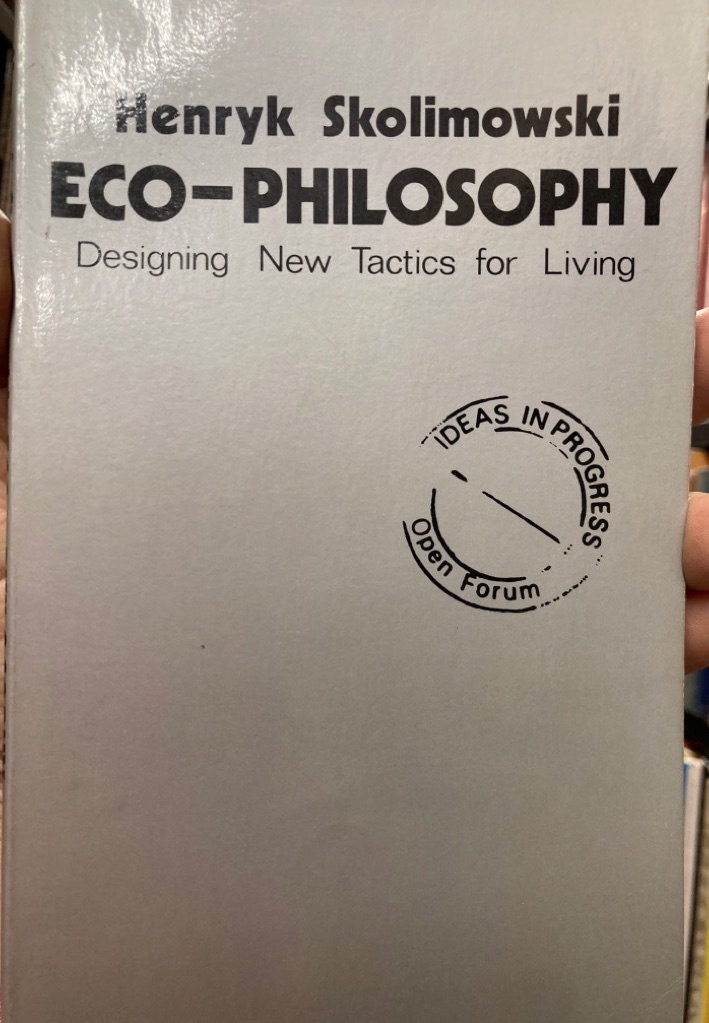 Henryk Skolimowski
ECO-PHILOSOPHY
Designing New Tactics for Living
IDEAS IN PROGRESS
Open Forum